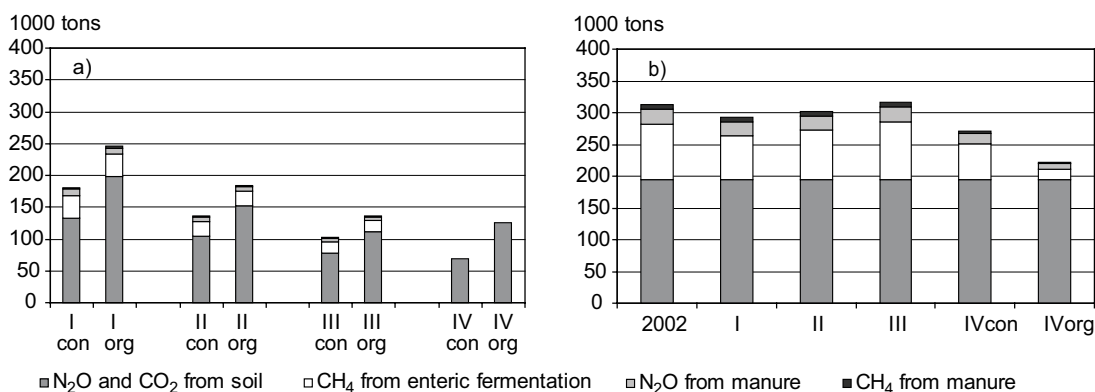 1000 tons
400
350
300
250
200
150
100
50
0
a)
I con
I org
II con
II org
III con
III org
IV con
IV org
1000 tons
400
350
300
250
200
150
100
50
0
b)
2002 I II III IVcon IVorg
N₂O and CO₂ from soil CH₄ from enteric fermentation N₂O from manure CH₄ from manure